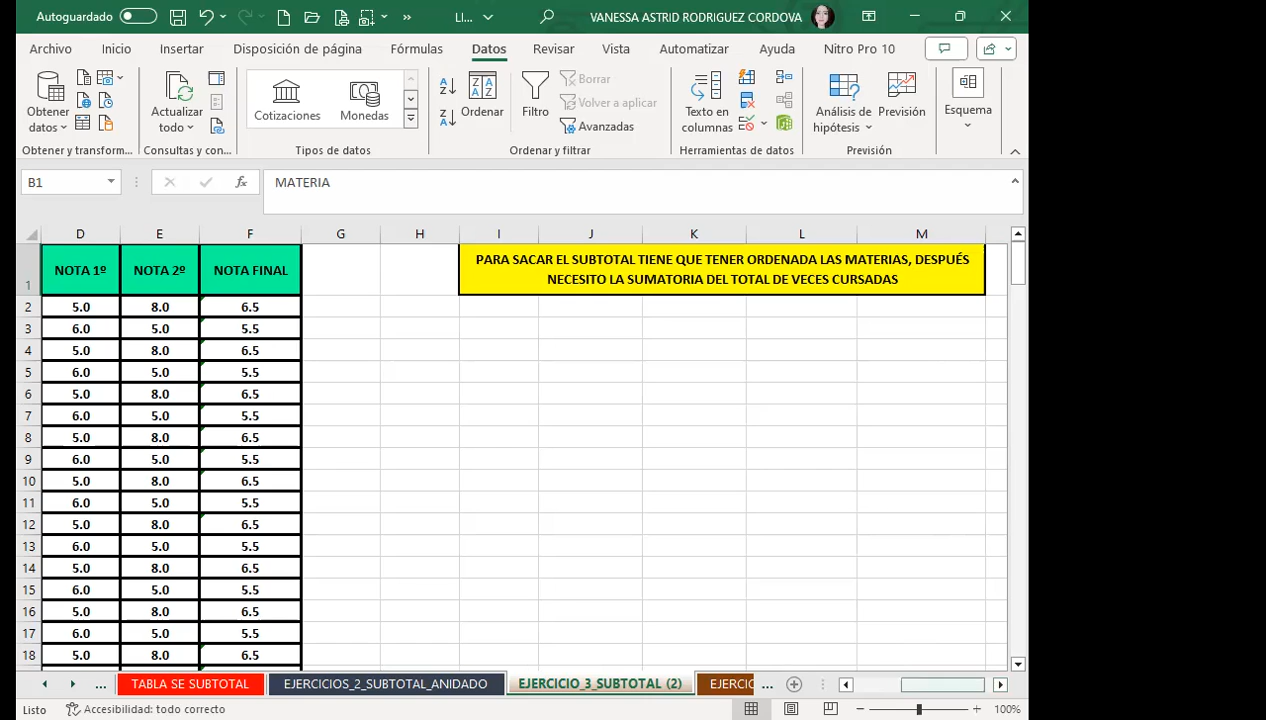 Autoguardado
LI...
VANESSA ASTRID RODRIGUEZ CORDOVA
Archivo Inicio Insertar Disposición de página Fórmulas Datos Revisar Vista Automatizar Ayuda Nitro Pro 10
Obtener datos
Actualizar todo
Cotizaciones Monedas
Ordenar
Filtro
Borrar
Volver a aplicar
Avanzadas
Texto en columnas
Análisis de hipótesis
Previsión
Esquema
Obtener y transform... Consultas y con... Tipos de datos Ordenar y filtrar Herramientas de datos Previsión
B1 fx MATERIA
D E F G H I J K L M
1 NOTA 1º NOTA 2º NOTA FINAL
PARA SACAR EL SUBTOTAL TIENE QUE TENER ORDENADA LAS MATERIAS, DESPUÉS
NECESITO LA SUMATORIA DEL TOTAL DE VECES CURSADAS
2 5.0 8.0 6.5
3 6.0 5.0 5.5
4 5.0 8.0 6.5
5 6.0 5.0 5.5
6 5.0 8.0 6.5
7 6.0 5.0 5.5
8 5.0 8.0 6.5
9 6.0 5.0 5.5
10 5.0 8.0 6.5
11 6.0 5.0 5.5
12 5.0 8.0 6.5
13 6.0 5.0 5.5
14 5.0 8.0 6.5
15 6.0 5.0 5.5
16 5.0 8.0 6.5
17 6.0 5.0 5.5
18 5.0 8.0 6.5
... TABLA SE SUBTOTAL EJERCICIOS_2_SUBTOTAL_ANIDADO EJERCICIO_3_SUBTOTAL (2) EJERCIC ...
Listo Accesibilidad: todo correcto 100%